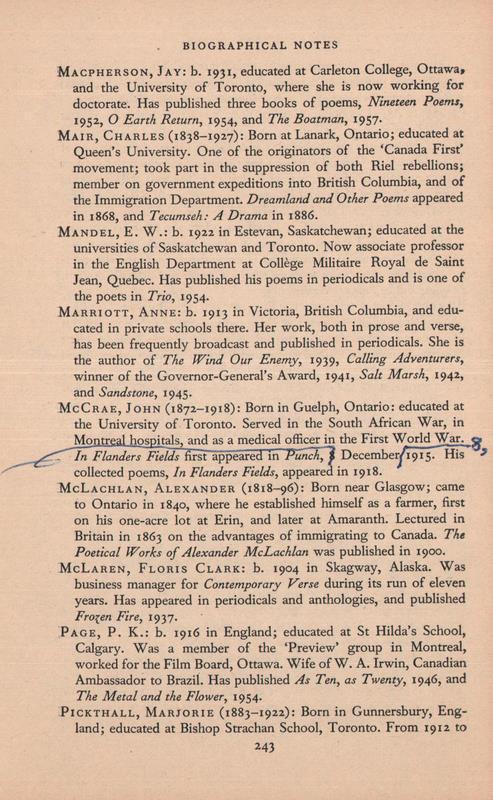 BIOGRAPHICAL NOTES
MACPHERSON, JAY: b. 1931, educated at Carleton College, Ottawa,
and the University of Toronto, where she is now working for
doctorate. Has published three books of poems, Nineteen Poems,
1952, O Earth Return, 1954, and The Boatman, 1957.
MAIR, CHARLES (1838–1927): Born at Lanark, Ontario; educated at
Queen's University. One of the originators of the 'Canada First'
movement; took part in the suppression of both Riel rebellions;
member on government expeditions into British Columbia, and of
the Immigration Department. Dreamland and Other Poems appeared
in 1868, and Tecumseh: A Drama in 1886.
MANDEL, E. W.: b. 1922 in Estevan, Saskatchewan; educated at the
universities of Saskatchewan and Toronto. Now associate professor
in the English Department at Collège Militaire Royal de Saint
Jean, Quebec. Has published his poems in periodicals and is one of
the poets in Trio, 1954.
MARRIOTT, ANNE: b. 1913 in Victoria, British Columbia, and edu-
cated in private schools there. Her work, both in prose and verse,
has been frequently broadcast and published in periodicals. She is
the author of The Wind Our Enemy, 1939, Calling Adventurers,
winner of the Governor-General's Award, 1941, Salt Marsh, 1942,
and Sandstone, 1945.
MCCRAE, JOHN (1872–1918): Born in Guelph, Ontario: educated at
the University of Toronto. Served in the South African War, in
Montreal hospitals, and as a medical officer in the First World War.
8,
In Flanders Fields first appeared in Punch, December 1915. His
collected poems, In Flanders Fields, appeared in 1918.
MCLACHLAN, ALEXANDER (1818–96): Born near Glasgow; came
to Ontario in 1840, where he established himself as a farmer, first
on his one-acre lot at Erin, and later at Amaranth. Lectured in
Britain in 1863 on the advantages of immigrating to Canada. The
Poetical Works of Alexander McLachlan was published in 1900.
MCLAREN, FLORIS CLARK: b. 1904 in Skagway, Alaska. Was
business manager for Contemporary Verse during its run of eleven
years. Has appeared in periodicals and anthologies, and published
Frozen Fire, 1937.
PAGE, P. K.: b. 1916 in England; educated at St Hilda's School,
Calgary. Was a member of the 'Preview' group in Montreal,
worked for the Film Board, Ottawa. Wife of W. A. Irwin, Canadian
Ambassador to Brazil. Has published As Ten, as Twenty, 1946, and
The Metal and the Flower, 1954.
PICKTHALL, MARJORIE (1883–1922): Born in Gunnersbury, Eng-
land; educated at Bishop Strachan School, Toronto. From 1912 to
243